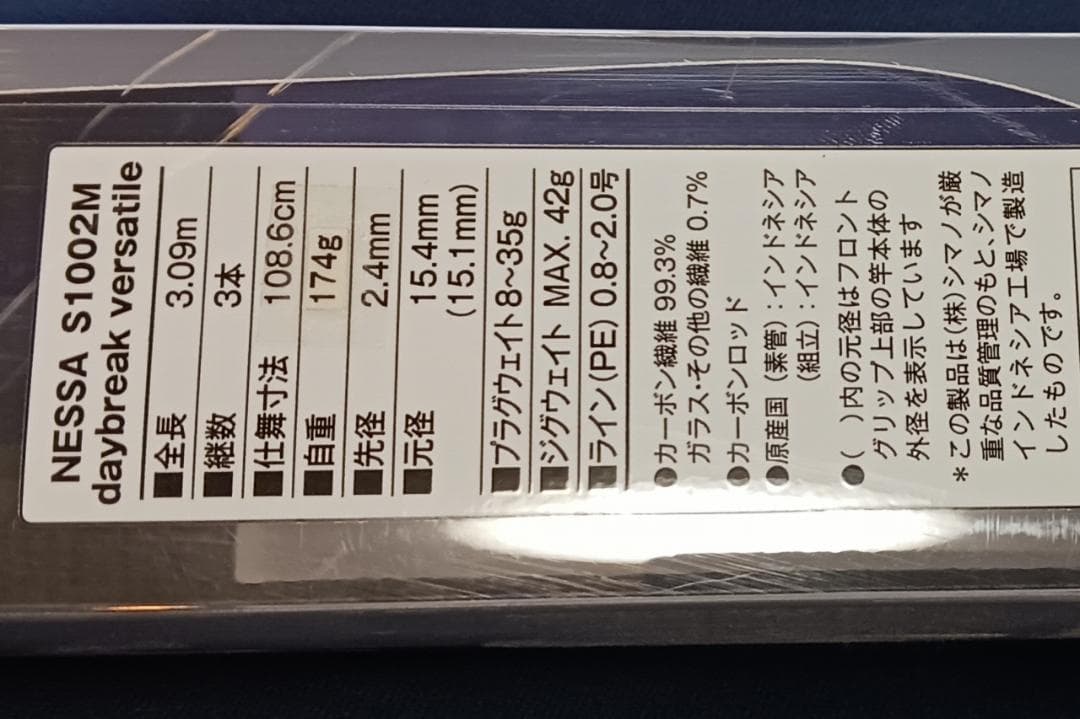 NESSA S1002M
daybreak versatile
■全長 3.09m
■継数 3本
■仕舞寸法 108.6cm
■自重 174g
■先径 2.4mm
■元径 15.4mm
(15.1mm)
■プラグウェイト 8~35g
■ジグウェイト MAX. 42g
■ライン(PE) 0.8~2.0号
●カーボン繊維 99.3%
ガラス・その他の繊維 0.7%
●カーボンロッド
●原産国 (素管):インドネシア
(組立):インドネシア
●( )内の元径はフロント
グリップ上部の竿本体の
外径を表示しています
*この製品は(株)シマノが厳
重な品質管理のもと、シマノ
インドネシア工場で製造
したものです。